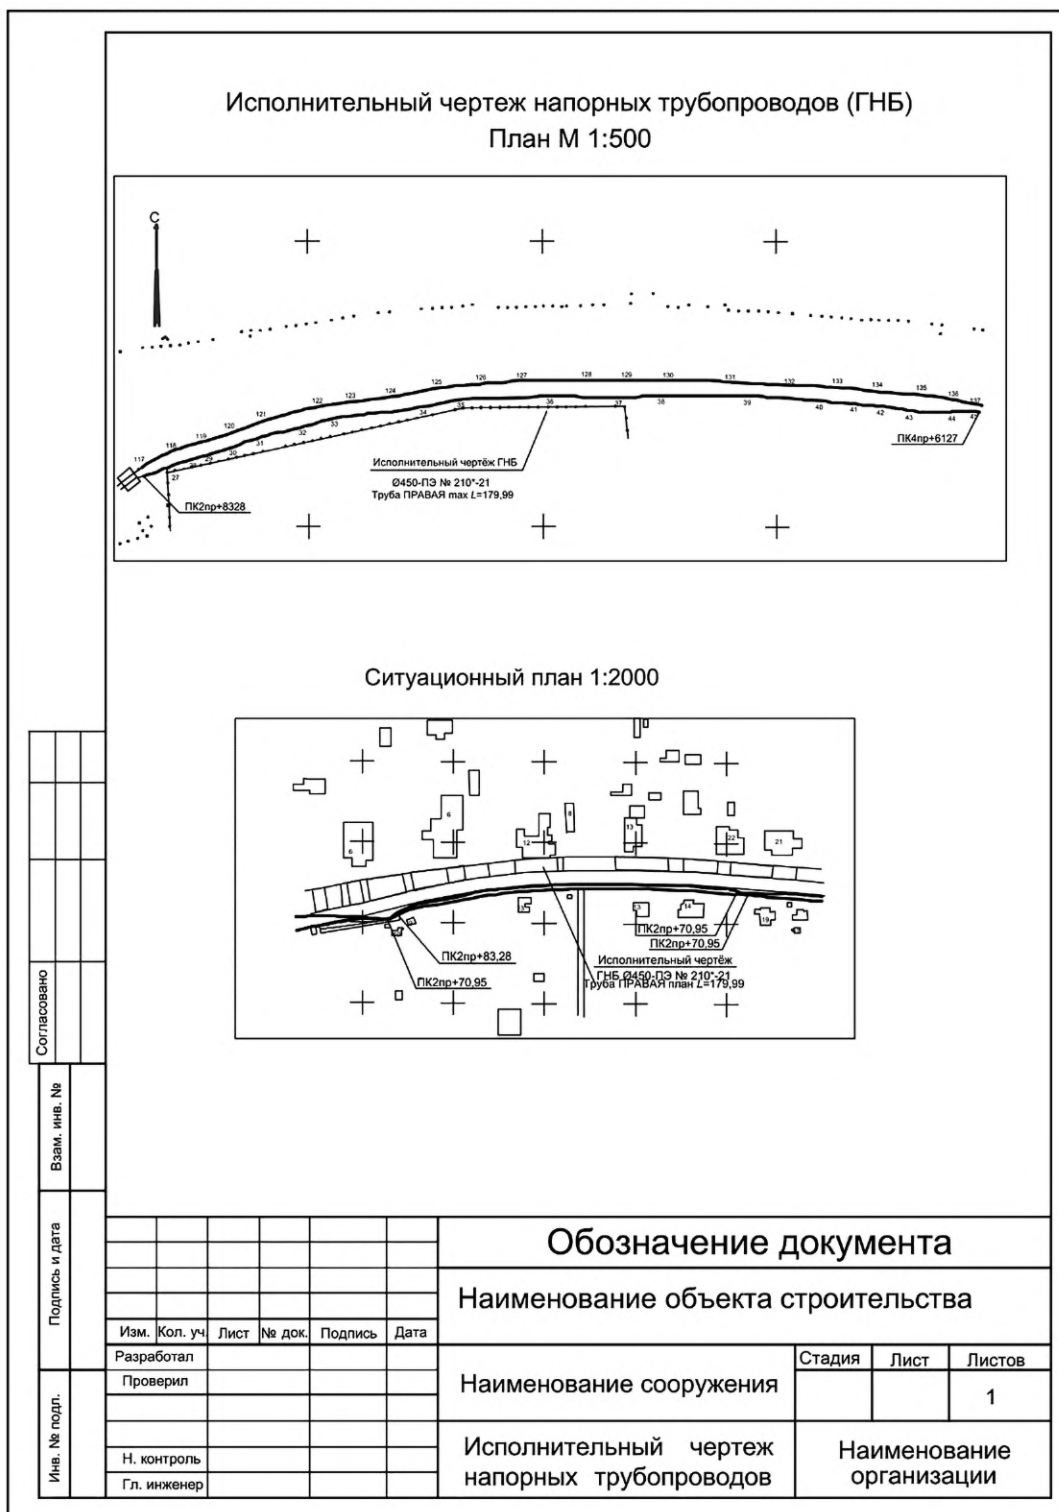 Исполнительный чертеж напорных трубопроводов (ГНБ)
План М 1:500
С
117 118 119 120 121 122 123 124 125 126 127 128 129 130 131 132 133 134 135 136 137
27 28 29 30 31 32 33 34 35 36 37 38 39 40 41 42 43 44
ПК4пр+6127
Исполнительный чертёж ГНБ
Ø450-ПЭ № 210*-21
Труба ПРАВАЯ max L=179,99
ПК2пр+8328
Ситуационный план 1:2000
6
6
12
8
13
22
21
13
14
19
ПК2пр+70,95
ПК2пр+70,95
ПК2пр+83,28
ПК2пр+70,95
Исполнительный чертёж
ГНБ Ø450-ПЭ № 210*-21
Труба ПРАВАЯ план L=179,99
Согласовано
Взам. инв. №
Подпись и дата
Инв. № подл.
Обозначение документа
Наименование объекта строительства
Изм. Кол. уч. Лист № док. Подпись Дата
Разработал
Проверил
Н. контроль
Гл. инженер
Наименование сооружения
Стадия Лист Листов
1
Исполнительный чертеж
напорных трубопроводов
Наименование
организации